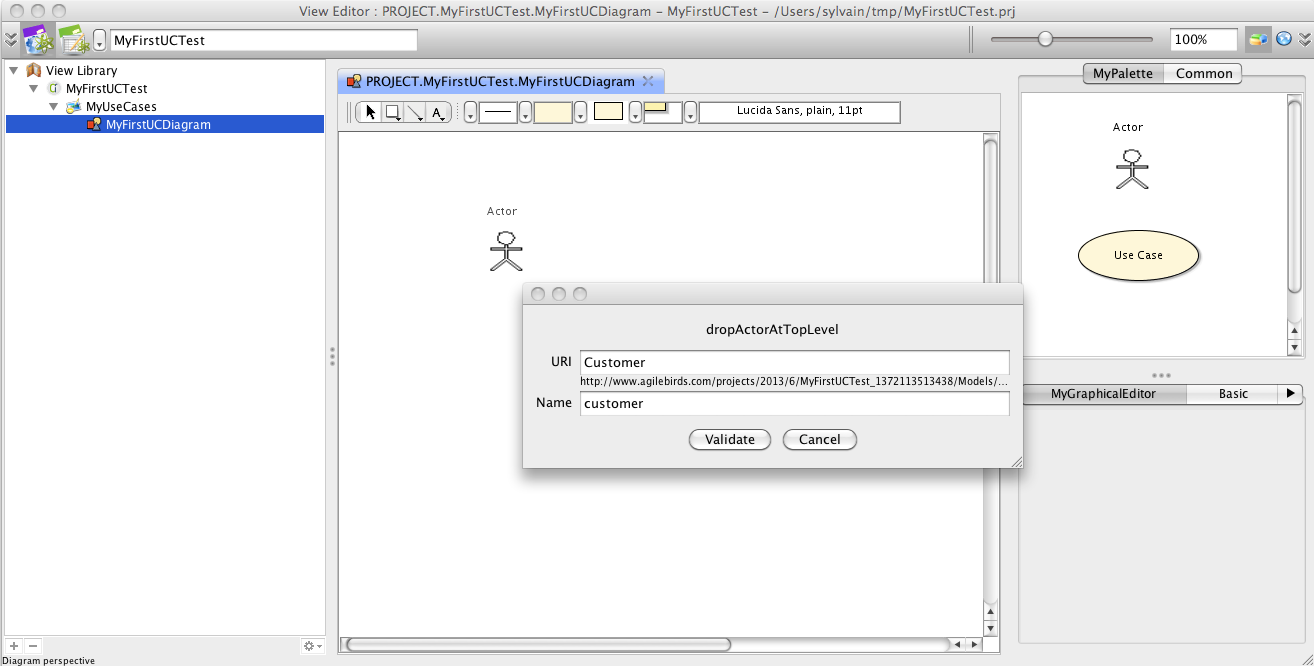 View Editor : PROJECT.MyFirstUCTest.MyFirstUCDiagram – MyFirstUCTest – /Users/sylvain/tmp/MyFirstUCTest.prj
MyFirstUCTest
100%
View Library
MyFirstUCTest
MyUseCases
MyFirstUCDiagram
PROJECT.MyFirstUCTest.MyFirstUCDiagram
A
Lucida Sans, plain, 11pt
Actor
dropActorAtTopLevel
URI
Customer
http://www.agilebirds.com/projects/2013/6/MyFirstUCTest_1372113513438/Models/...
Name
customer
Validate
Cancel
MyPalette
Common
Actor
Use Case
MyGraphicalEditor
Basic
Diagram perspective